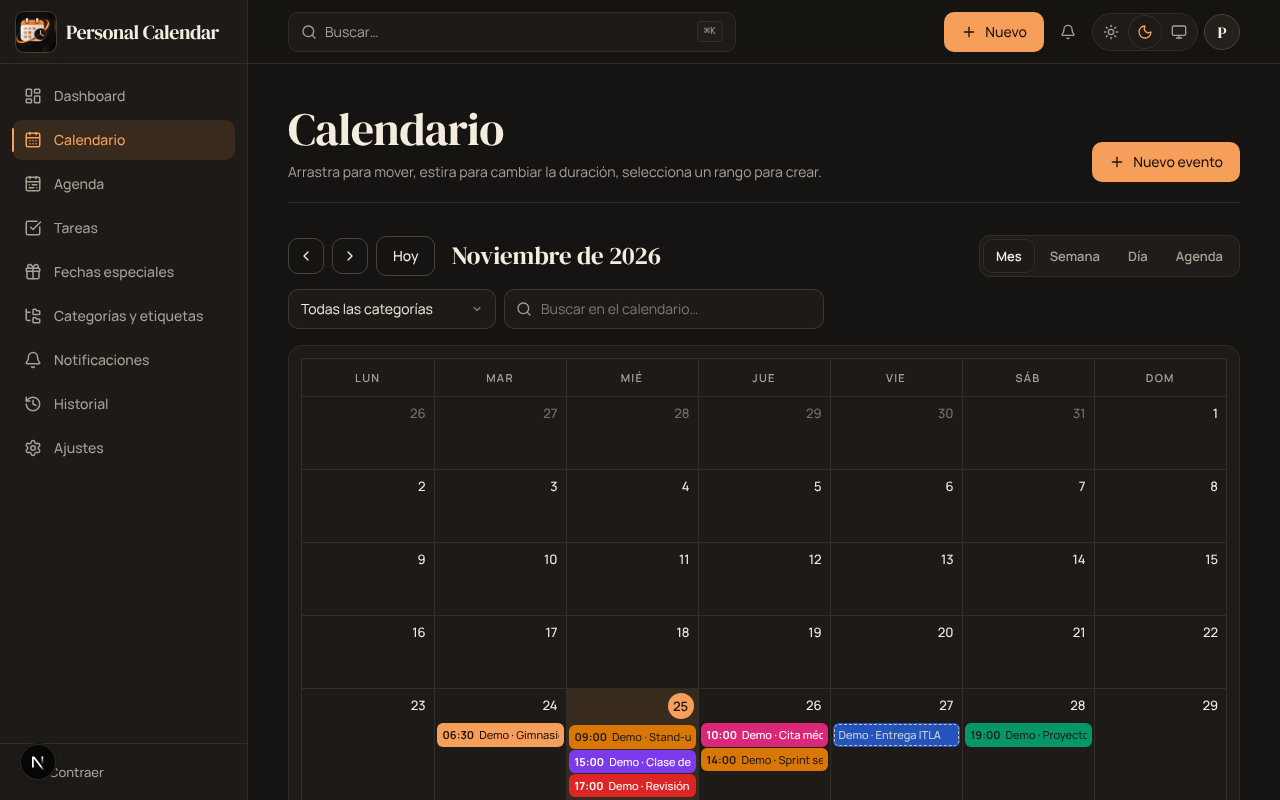 Personal Calendar
Buscar...
⌘K
Nuevo
P
Dashboard
Calendario
Agenda
Tareas
Fechas especiales
Categorías y etiquetas
Notificaciones
Historial
Ajustes
N
Contraer
Calendario
Arrastra para mover, estira para cambiar la duración, selecciona un rango para crear.
Nuevo evento
Hoy
Noviembre de 2026
Mes Semana Día Agenda
Todas las categorías
Buscar en el calendario...
LUN MAR MIÉ JUE VIE SÁB DOM
26 27 28 29 30 31 1
2 3 4 5 6 7 8
9 10 11 12 13 14 15
16 17 18 19 20 21 22
23 24 25 26 27 28 29
06:30 Demo · Gimnasi
09:00 Demo · Stand-u
15:00 Demo · Clase de
17:00 Demo · Revisión
10:00 Demo · Cita méd
14:00 Demo · Sprint se
Demo · Entrega ITLA
19:00 Demo · Proyecto